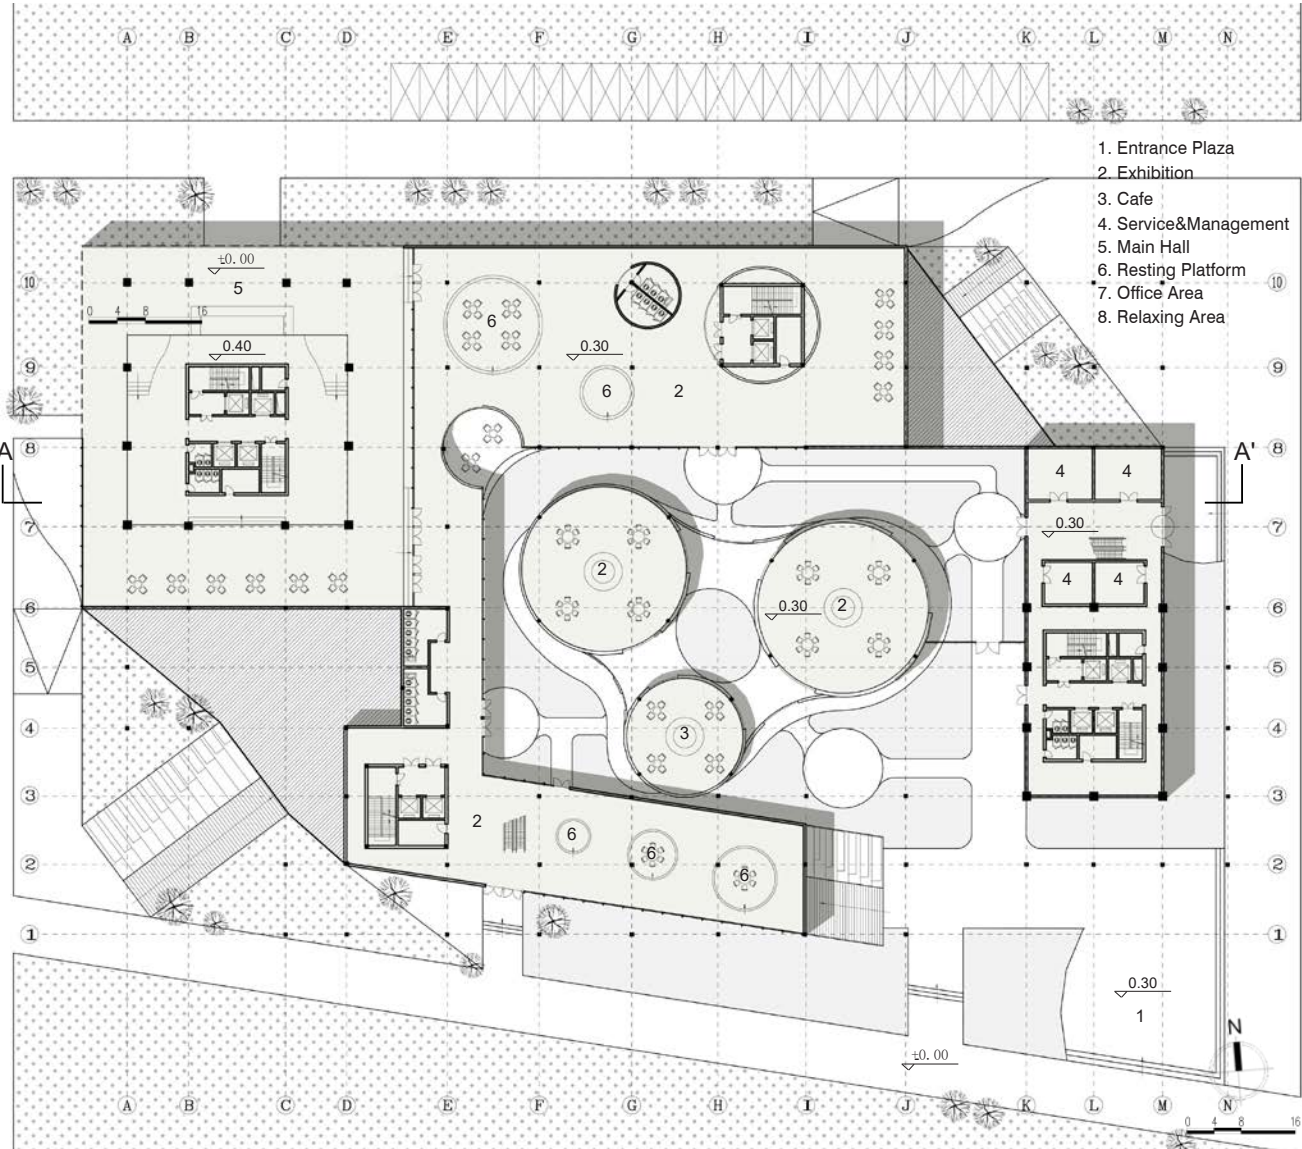 A B C D E F G H I J K L M N
1. Entrance Plaza
2. Exhibition
3. Cafe
4. Service&Management
5. Main Hall
6. Resting Platform
7. Office Area
8. Relaxing Area
±0.00
10 5 10
0 4 8 16
6
0.40 0.30
9 6 2 9
8 8
A A'
4 4
7 0.30 7
2
4 4
6 0.30 2 6
5 5
4 3 4
3 3
2 6
6
2 6 2
1 1
0.30
1
N
±0.00
A B C D E F G H I J K L M N
0 4 8 16